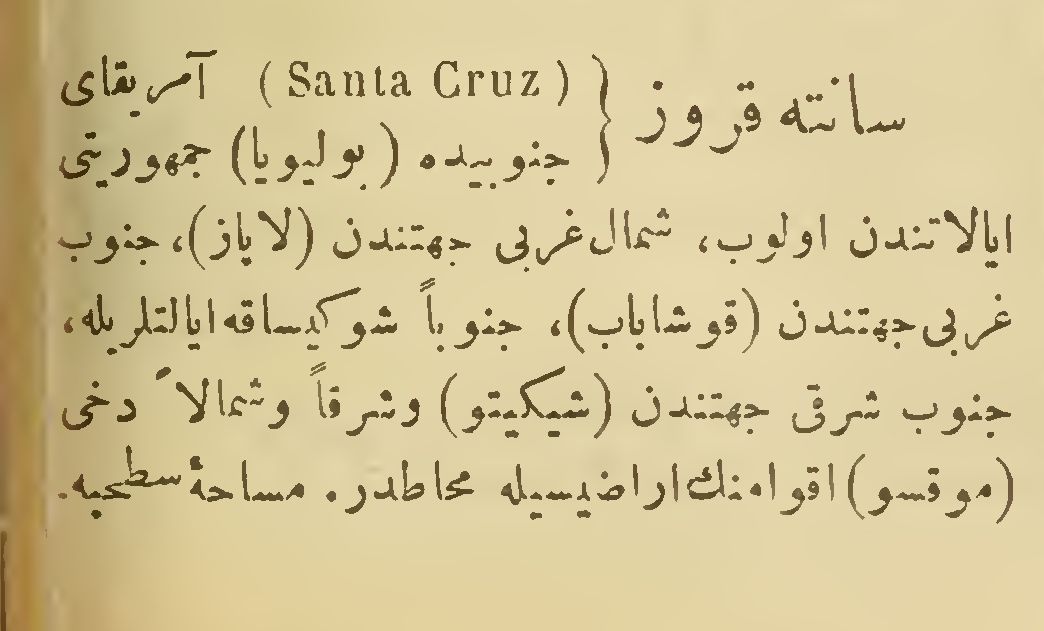 سانته قروز { (Santa Cruz) آمریقای
جنوبیده (بولیویا) جمهوریتی
ایالاتندن اولوب، شمال غربی جهتندن (لاپاز)، جنوب
غربی جهتندن (قوشاباب)، جنوباً شوکیساقه ایالتلریله،
جنوب شرقی جهتندن (شیکیتو) وشرقاً وشمالاً دخی
(موقسو) اقوامنك اراضیسیله محاطدر. مساحهٔ سطحیه.